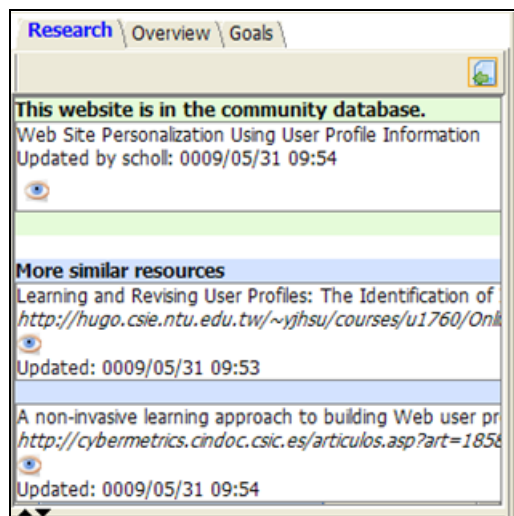 Research Overview Goals
This website is in the community database.
Web Site Personalization Using User Profile Information
Updated by scholl: 0009/05/31 09:54
More similar resources
Learning and Revising User Profiles: The Identification of
http://hugo.csie.ntu.edu.tw/~yjhsu/courses/u1760/Onli
Updated: 0009/05/31 09:53
A non-invasive learning approach to building Web user pr
http://cybermetrics.cindoc.csic.es/articulos.asp?art=1858
Updated: 0009/05/31 09:54